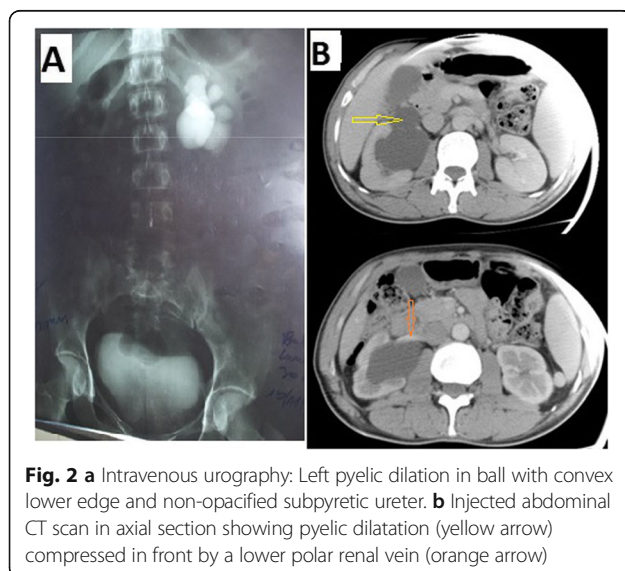 A
B
Fig. 2 a Intravenous urography: Left pyelic dilation in ball with convex
lower edge and non-opacified subpyretic ureter. b Injected abdominal
CT scan in axial section showing pyelic dilatation (yellow arrow)
compressed in front by a lower polar renal vein (orange arrow)